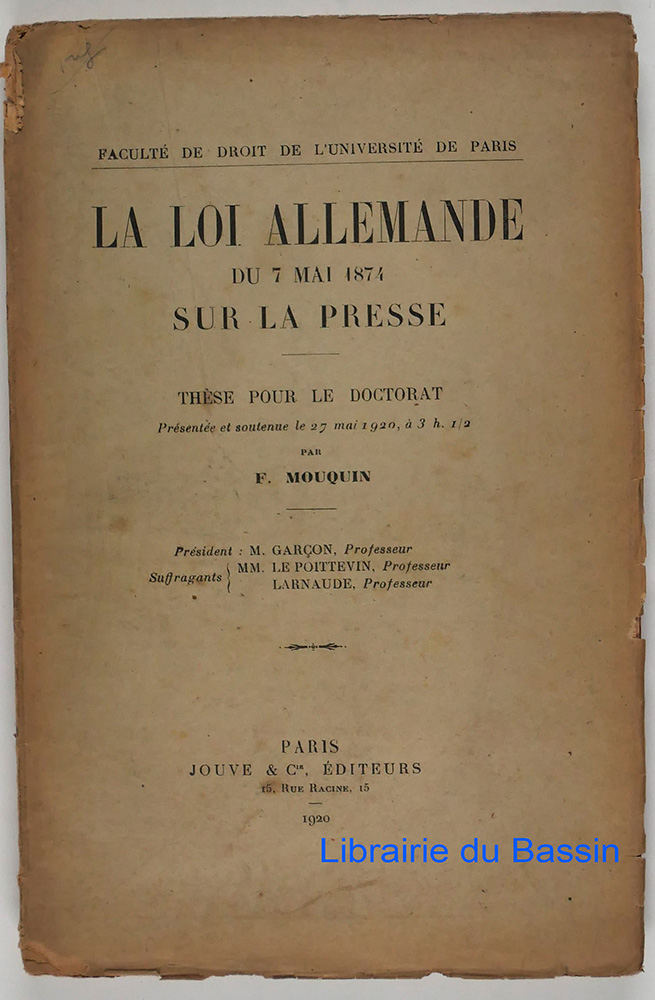 FACULTÉ DE DROIT DE L'UNIVERSITÉ DE PARIS
LA LOI ALLEMANDE
DU 7 MAI 1874
SUR LA PRESSE
THÈSE POUR LE DOCTORAT
Présentée et soutenue le 27 mai 1920, à 3 h. 1/2
PAR
F. MOUQUIN
Président : M. GARÇON, Professeur
Suffragants { MM. LE POITTEVIN, Professeur
LARNAUDE, Professeur
PARIS
JOUVE & Cie, ÉDITEURS
15, RUE RACINE, 15
1920
Librairie du Bassin